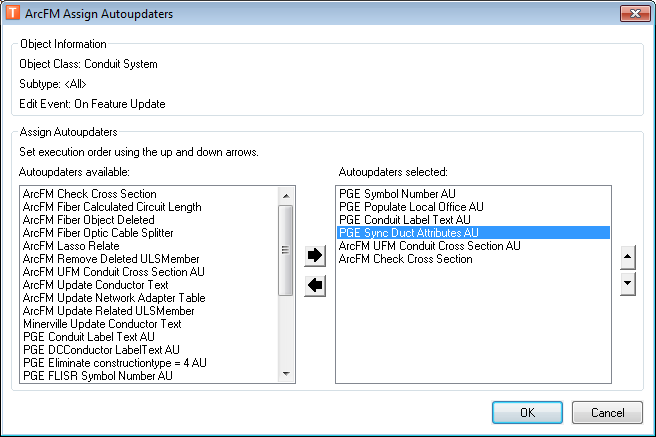 T ArcFM Assign Autoupdaters
Object Information
Object Class: Conduit System
Subtype: <All>
Edit Event: On Feature Update
Assign Autoupdaters
Set execution order using the up and down arrows.
Autoupdaters available:
ArcFM Check Cross Section
ArcFM Fiber Calculated Circuit Length
ArcFM Fiber Object Deleted
ArcFM Fiber Optic Cable Splitter
ArcFM Lasso Relate
ArcFM Remove Deleted ULSMember
ArcFM UFM Conduit Cross Section AU
ArcFM Update Conductor Text
ArcFM Update Network Adapter Table
ArcFM Update Related ULSMember
Minerville Update Conductor Text
PGE Conduit Label Text AU
PGE DCConductor LabelText AU
PGE Eliminate constructiontype = 4 AU
PGE FLISR Symbol Number AU
Autoupdaters selected:
PGE Symbol Number AU
PGE Populate Local Office AU
PGE Conduit Label Text AU
PGE Sync Duct Attributes AU
ArcFM UFM Conduit Cross Section AU
ArcFM Check Cross Section
OK
Cancel